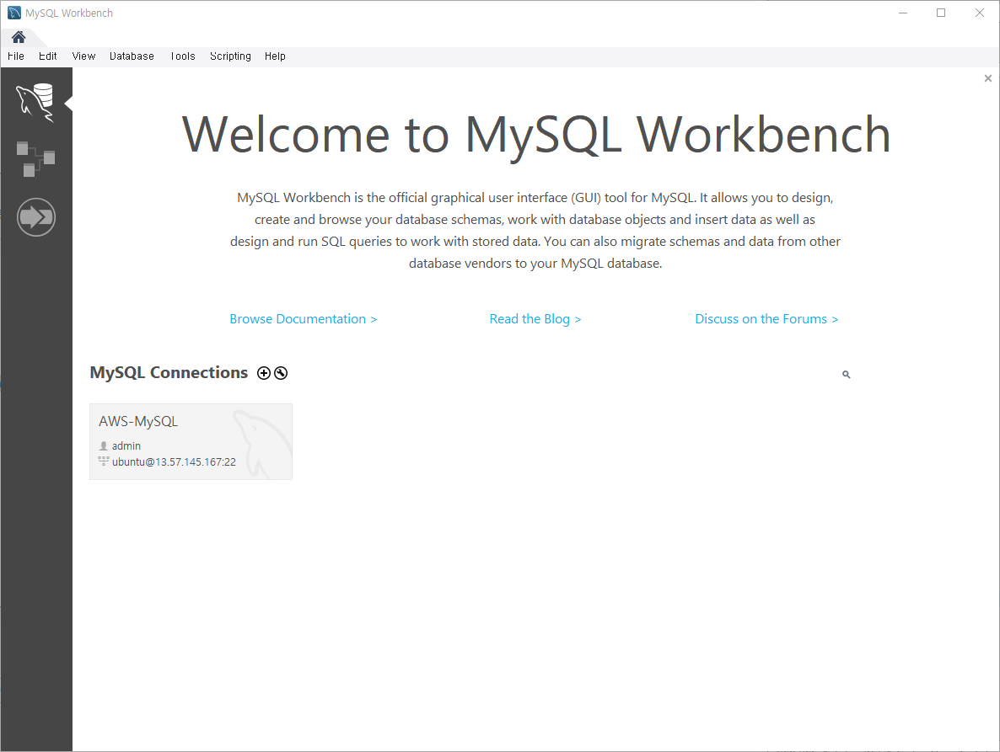 MySQL Workbench
File Edit View Database Tools Scripting Help
Welcome to MySQL Workbench
MySQL Workbench is the official graphical user interface (GUI) tool for MySQL. It allows you to design,
create and browse your database schemas, work with database objects and insert data as well as
design and run SQL queries to work with stored data. You can also migrate schemas and data from other
database vendors to your MySQL database.
Browse Documentation > Read the Blog > Discuss on the Forums >
MySQL Connections
AWS-MySQL
admin
ubuntu@13.57.145.167:22